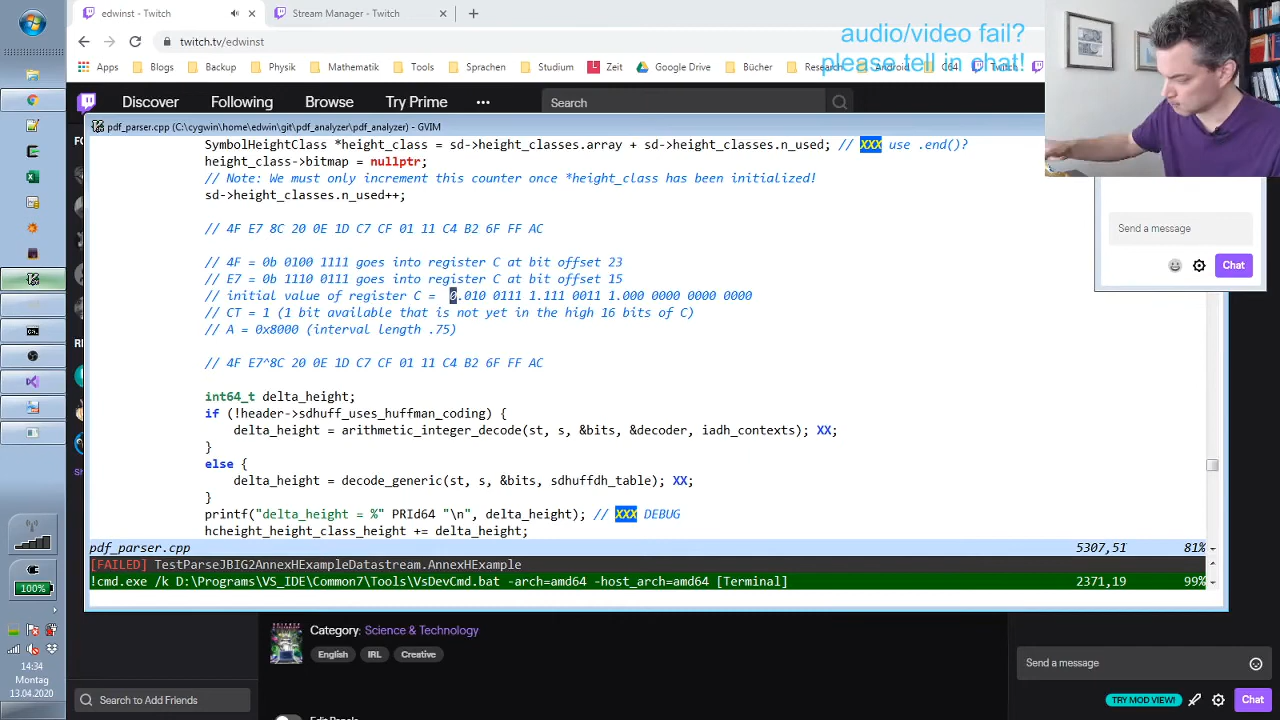 edwinst - Twitch
Stream Manager - Twitch
twitch.tv/edwinst
audio/video fail?
please tell in chat!
Apps
Blogs
Backup
Physik
Mathematik
Tools
Sprachen
Studium
Zeit
Google Drive
Bücher
Discover
Following
Browse
Try Prime
Search
pdf_parser.cpp (C:\cygwin\home\edwin\git\pdf_analyzer\pdf_analyzer) - GVIM
SymbolHeightClass *height_class = sd->height_classes.array + sd->height_classes.n_used; // XXX use .end()?
height_class->bitmap = nullptr;
// Note: We must only increment this counter once *height_class has been initialized!
sd->height_classes.n_used++;
// 4F E7 8C 20 0E 1D C7 CF 01 11 C4 B2 6F FF AC
// 4F = 0b 0100 1111 goes into register C at bit offset 23
// E7 = 0b 1110 0111 goes into register C at bit offset 15
// initial value of register C = 0.010 0111 1.111 0011 1.000 0000 0000 0000
// CT = 1 (1 bit available that is not yet in the high 16 bits of C)
// A = 0x8000 (interval length .75)
// 4F E7^8C 20 0E 1D C7 CF 01 11 C4 B2 6F FF AC
int64_t delta_height;
if (!header->sdhuff_uses_huffman_coding) {
delta_height = arithmetic_integer_decode(st, s, &bits, &decoder, iadh_contexts); XX;
}
else {
delta_height = decode_generic(st, s, &bits, sdhuffdh_table); XX;
}
printf("delta_height = %" PRId64 "\n", delta_height); // XXX DEBUG
hcheight_height_class_height += delta_height;
pdf_parser.cpp 5307,51 81%
[FAILED] TestParseJBIG2AnnexHExampleDatastream.AnnexHExample
!cmd.exe /k D:\Programs\VS_IDE\Common7\Tools\VsDevCmd.bat -arch=amd64 -host_arch=amd64 [Terminal] 2371,19 99%
Send a message
Chat
Category: Science & Technology
English
IRL
Creative
Search to Add Friends
Send a message
TRY MOD VIEW!
Chat
100%
14:34
Montag
13.04.2020